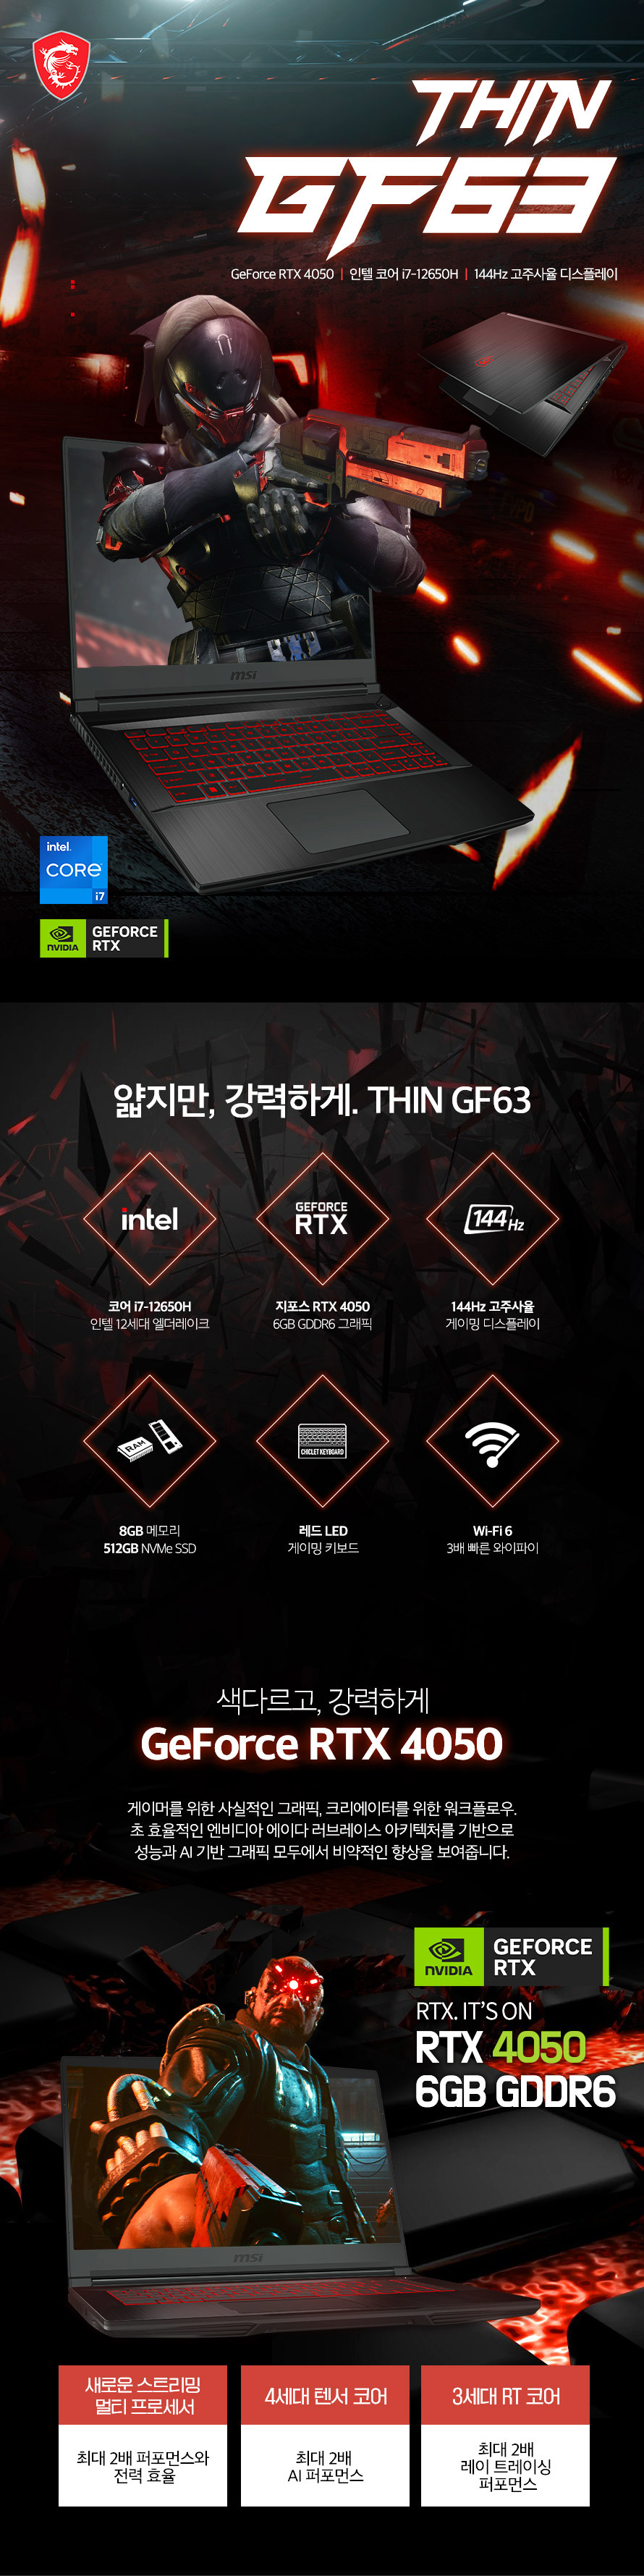 THIN
GF63
GeForce RTX 4050 | 인텔 코어 i7-12650H | 144Hz 고주사율 디스플레이
msi
intel.
CORE
i7
NVIDIA
GEFORCE
RTX
얇지만, 강력하게. THIN GF63
intel
GEFORCE
RTX
144Hz
코어 i7-12650H
인텔 12세대 엘더레이크
지포스 RTX 4050
6GB GDDR6 그래픽
144Hz 고주사율
게이밍 디스플레이
RAM
CHICLET KEYBOARD
8GB 메모리
512GB NVMe SSD
레드 LED
게이밍 키보드
Wi-Fi 6
3배 빠른 와이파이
색다르고, 강력하게
GeForce RTX 4050
게이머를 위한 사실적인 그래픽, 크리에이터를 위한 워크플로우.
초 효율적인 엔비디아 에이다 러브레이스 아키텍처를 기반으로
성능과 AI 기반 그래픽 모두에서 비약적인 향상을 보여줍니다.
NVIDIA
GEFORCE
RTX
RTX. IT'S ON
RTX 4050
6GB GDDR6
msi
새로운 스트리밍
멀티 프로세서
최대 2배 퍼포먼스와
전력 효율
4세대 텐서 코어
최대 2배
AI 퍼포먼스
3세대 RT 코어
최대 2배
레이 트레이싱
퍼포먼스